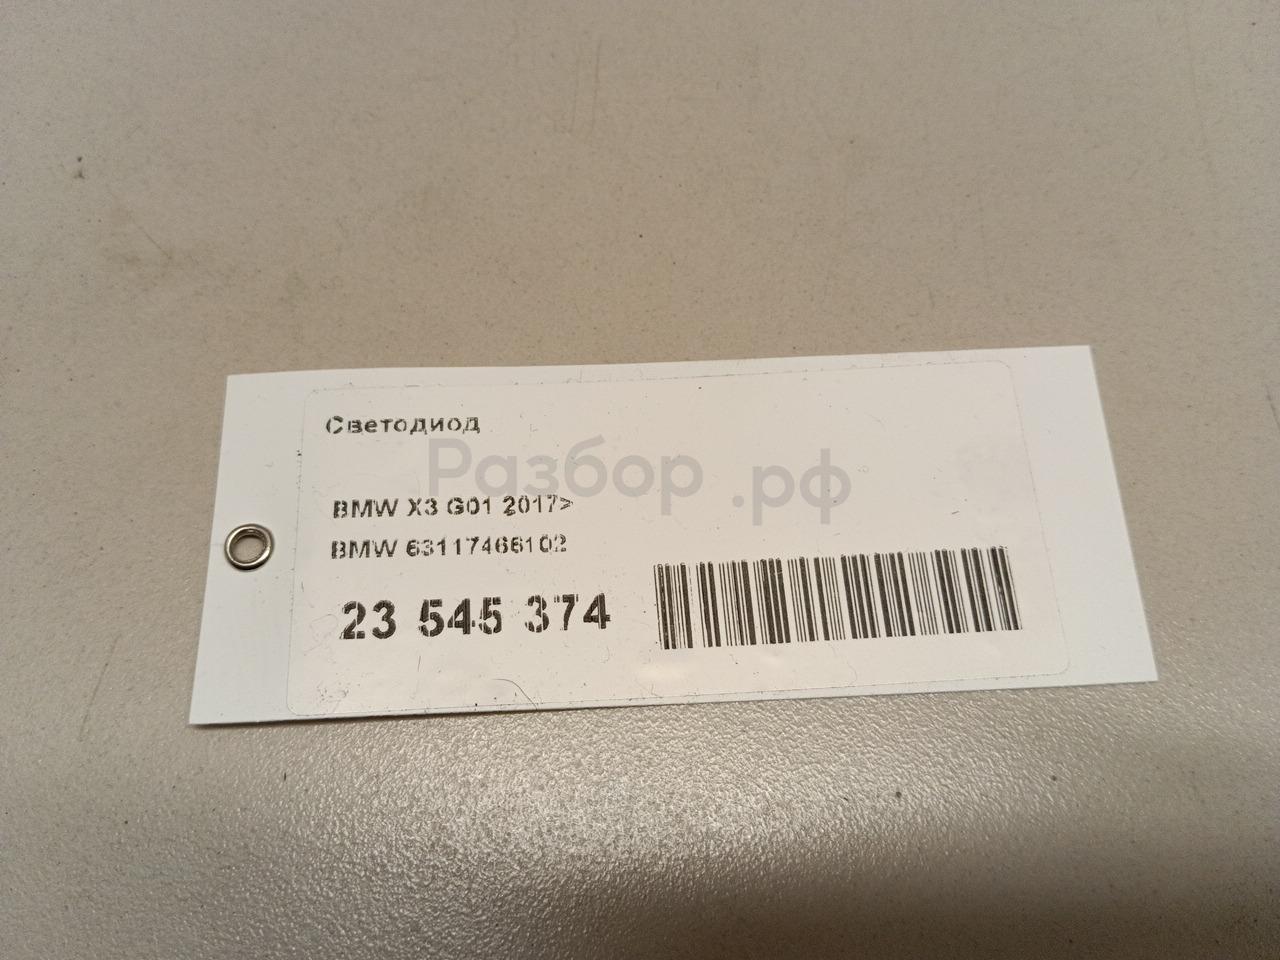 Светодиод
Разбор.рф
BMW X3 G01 2017>
BMW 63117466102
23 545 374